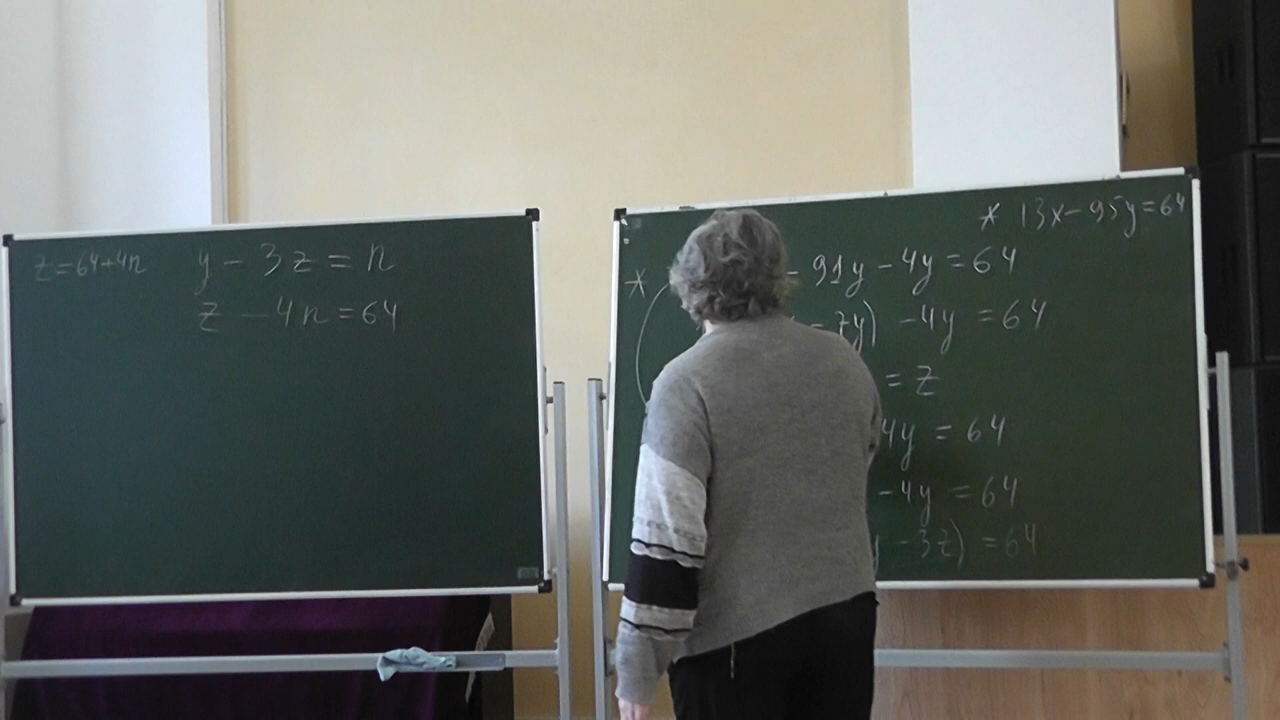 z=64+4n
y-3z=n
z-4n=64
* 13x-95y=64
*
-91y-4y=64
-7y) -4y=64
=z
4y=64
-4y=64
-3z)=64